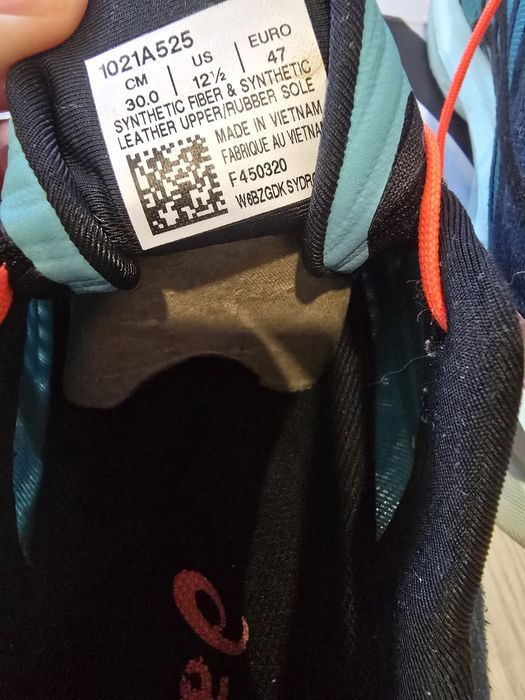 1021A525
CM | US | EURO
30.0 | 12½ | 47
SYNTHETIC FIBER & SYNTHETIC
LEATHER UPPER/RUBBER SOLE
MADE IN VIETNAM
FABRIQUE AU VIETNAM
F450320
W6BZGDK